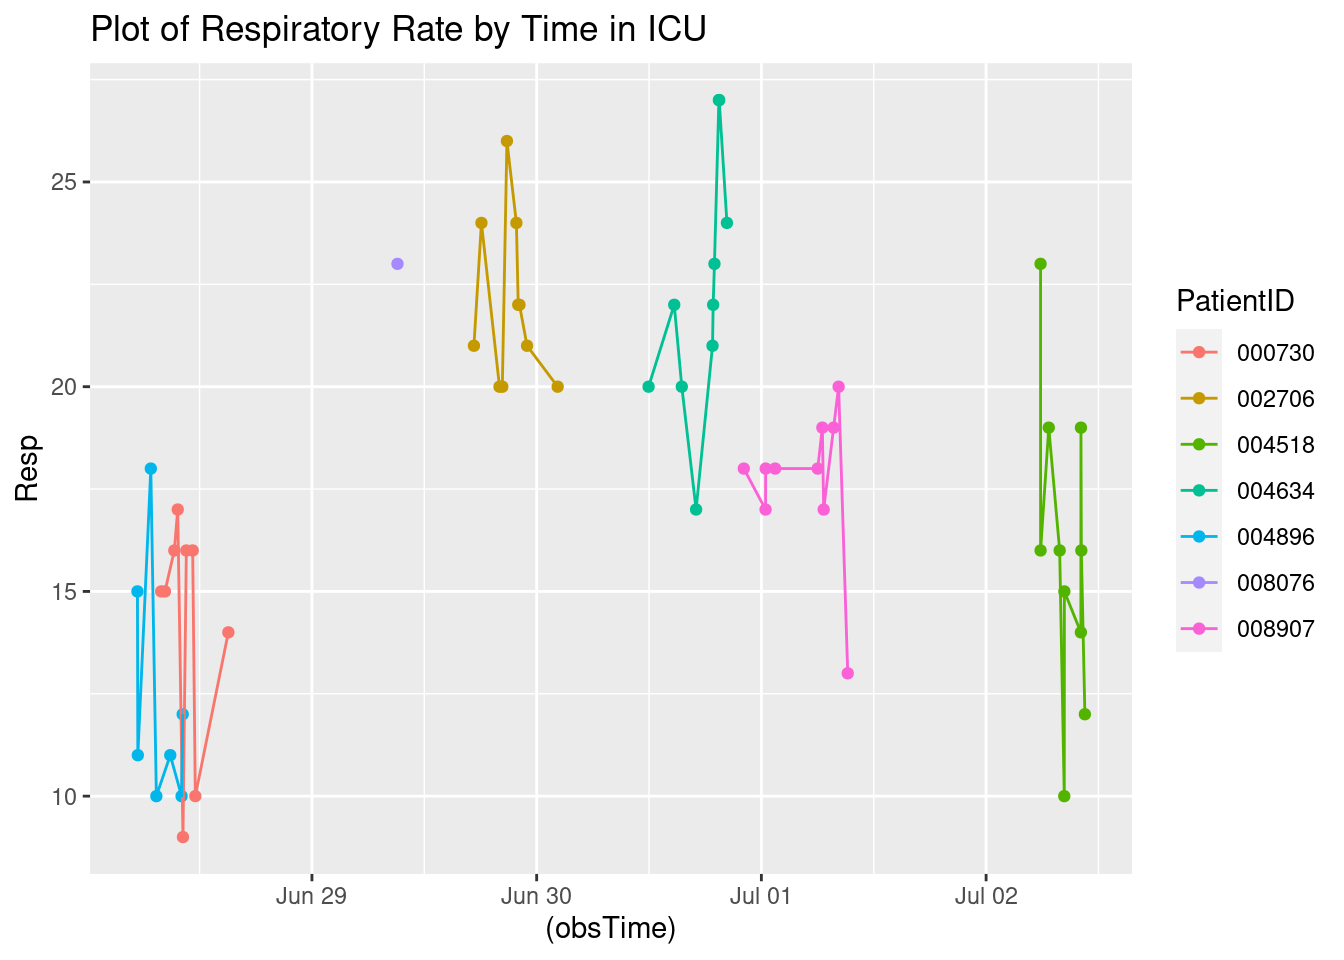 Plot of Respiratory Rate by Time in ICU
25
20
15
10
Resp
Jun 29
Jun 30
Jul 01
Jul 02
(obsTime)
PatientID
000730
002706
004518
004634
004896
008076
008907